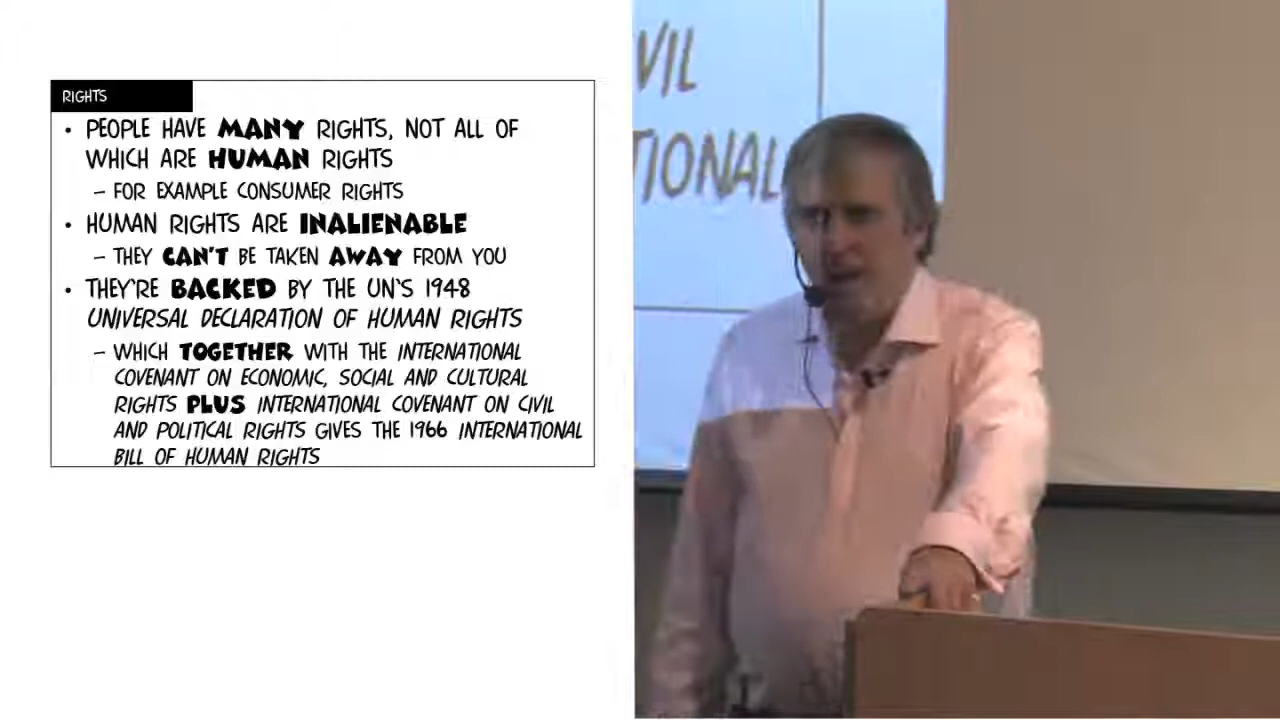 RIGHTS
• PEOPLE HAVE MANY RIGHTS, NOT ALL OF
WHICH ARE HUMAN RIGHTS
– FOR EXAMPLE CONSUMER RIGHTS
• HUMAN RIGHTS ARE INALIENABLE
– THEY CAN'T BE TAKEN AWAY FROM YOU
• THEY'RE BACKED BY THE UN'S 1948
UNIVERSAL DECLARATION OF HUMAN RIGHTS
– WHICH TOGETHER WITH THE INTERNATIONAL
COVENANT ON ECONOMIC, SOCIAL AND CULTURAL
RIGHTS PLUS INTERNATIONAL COVENANT ON CIVIL
AND POLITICAL RIGHTS GIVES THE 1966 INTERNATIONAL
BILL OF HUMAN RIGHTS
VIL
TIONAL